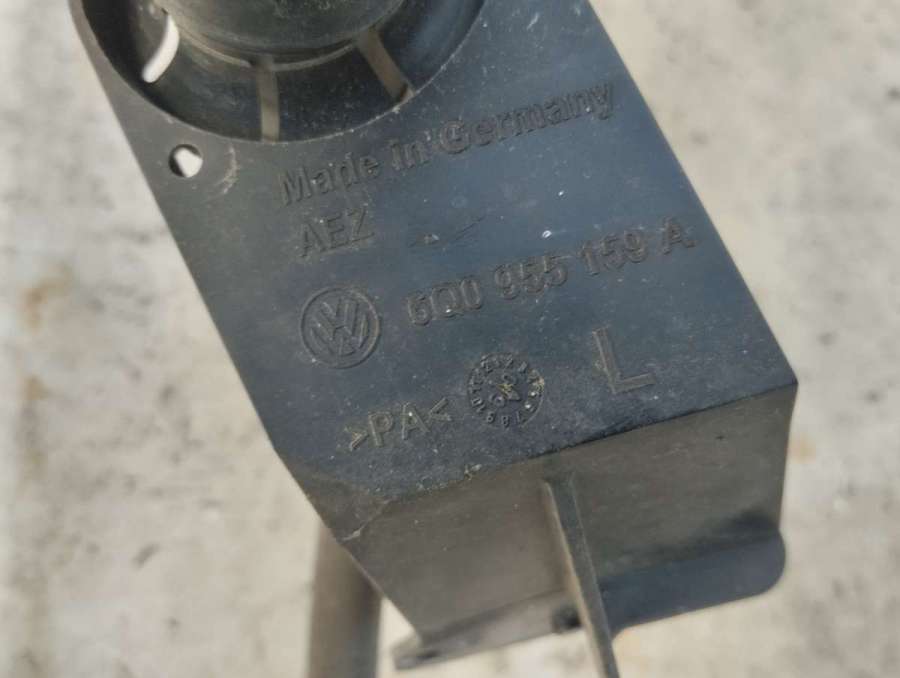 Made in Germany
AEZ
6Q0 955 159 A
L
>PA<